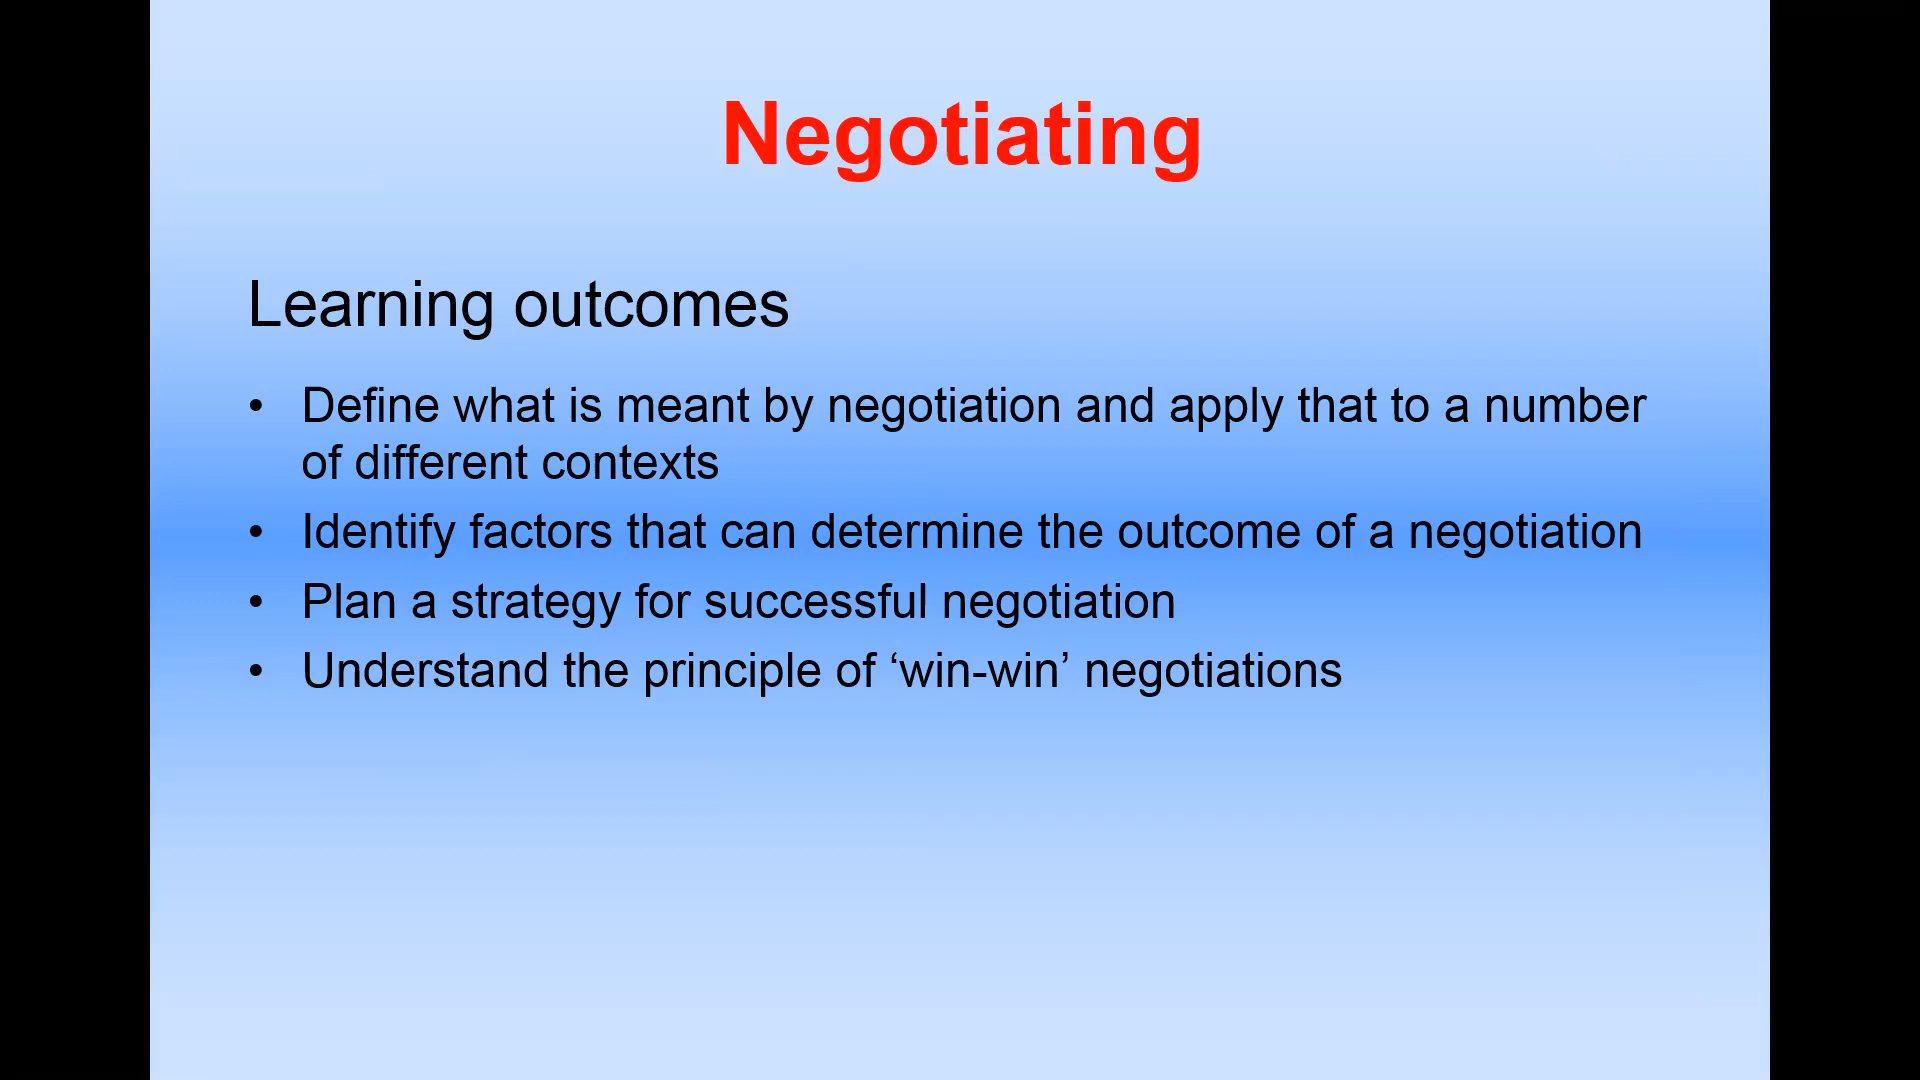 Negotiating
Learning outcomes
• Define what is meant by negotiation and apply that to a number
of different contexts
• Identify factors that can determine the outcome of a negotiation
• Plan a strategy for successful negotiation
• Understand the principle of ‘win-win’ negotiations